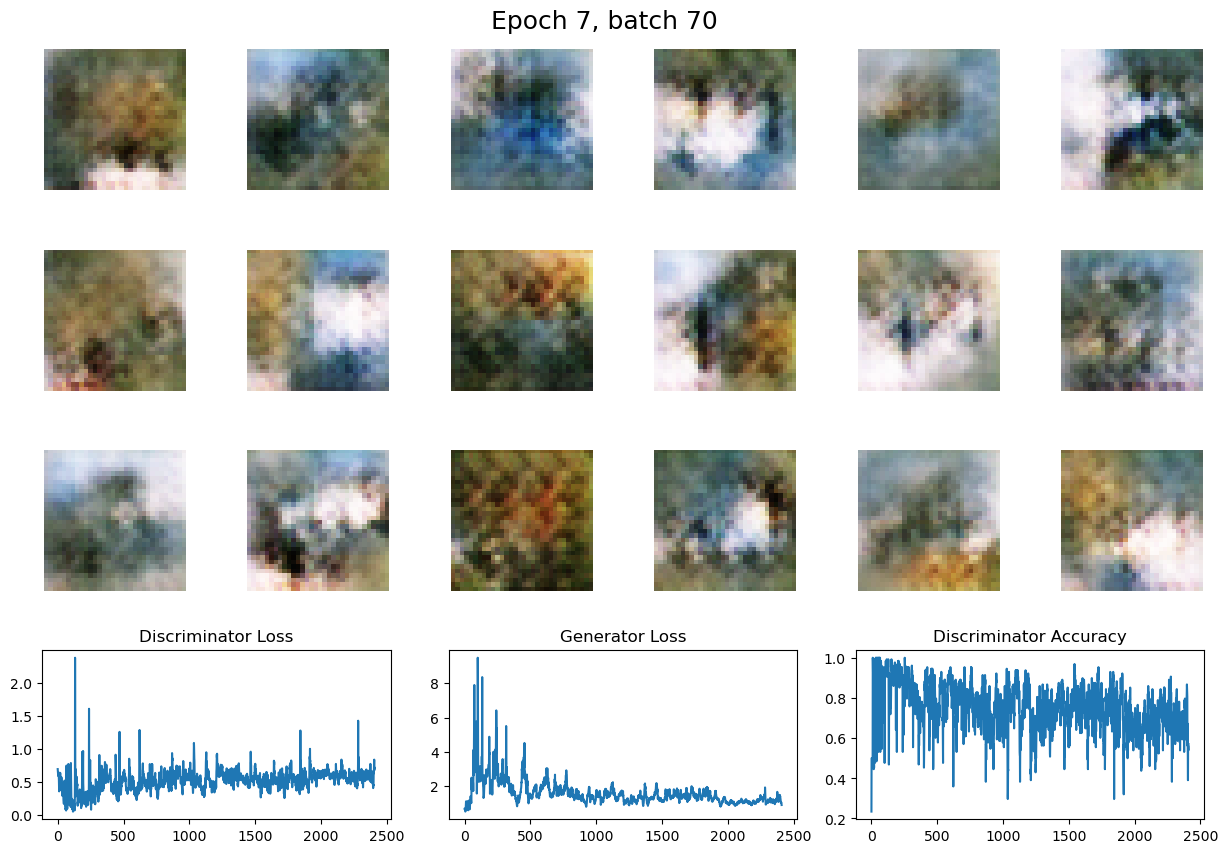 Epoch 7, batch 70
Discriminator Loss
Generator Loss
Discriminator Accuracy
2.0
1.5
1.0
0.5
0.0
0 500 1000 1500 2000 2500
8
6
4
2
0 500 1000 1500 2000 2500
1.0
0.8
0.6
0.4
0.2
0 500 1000 1500 2000 2500